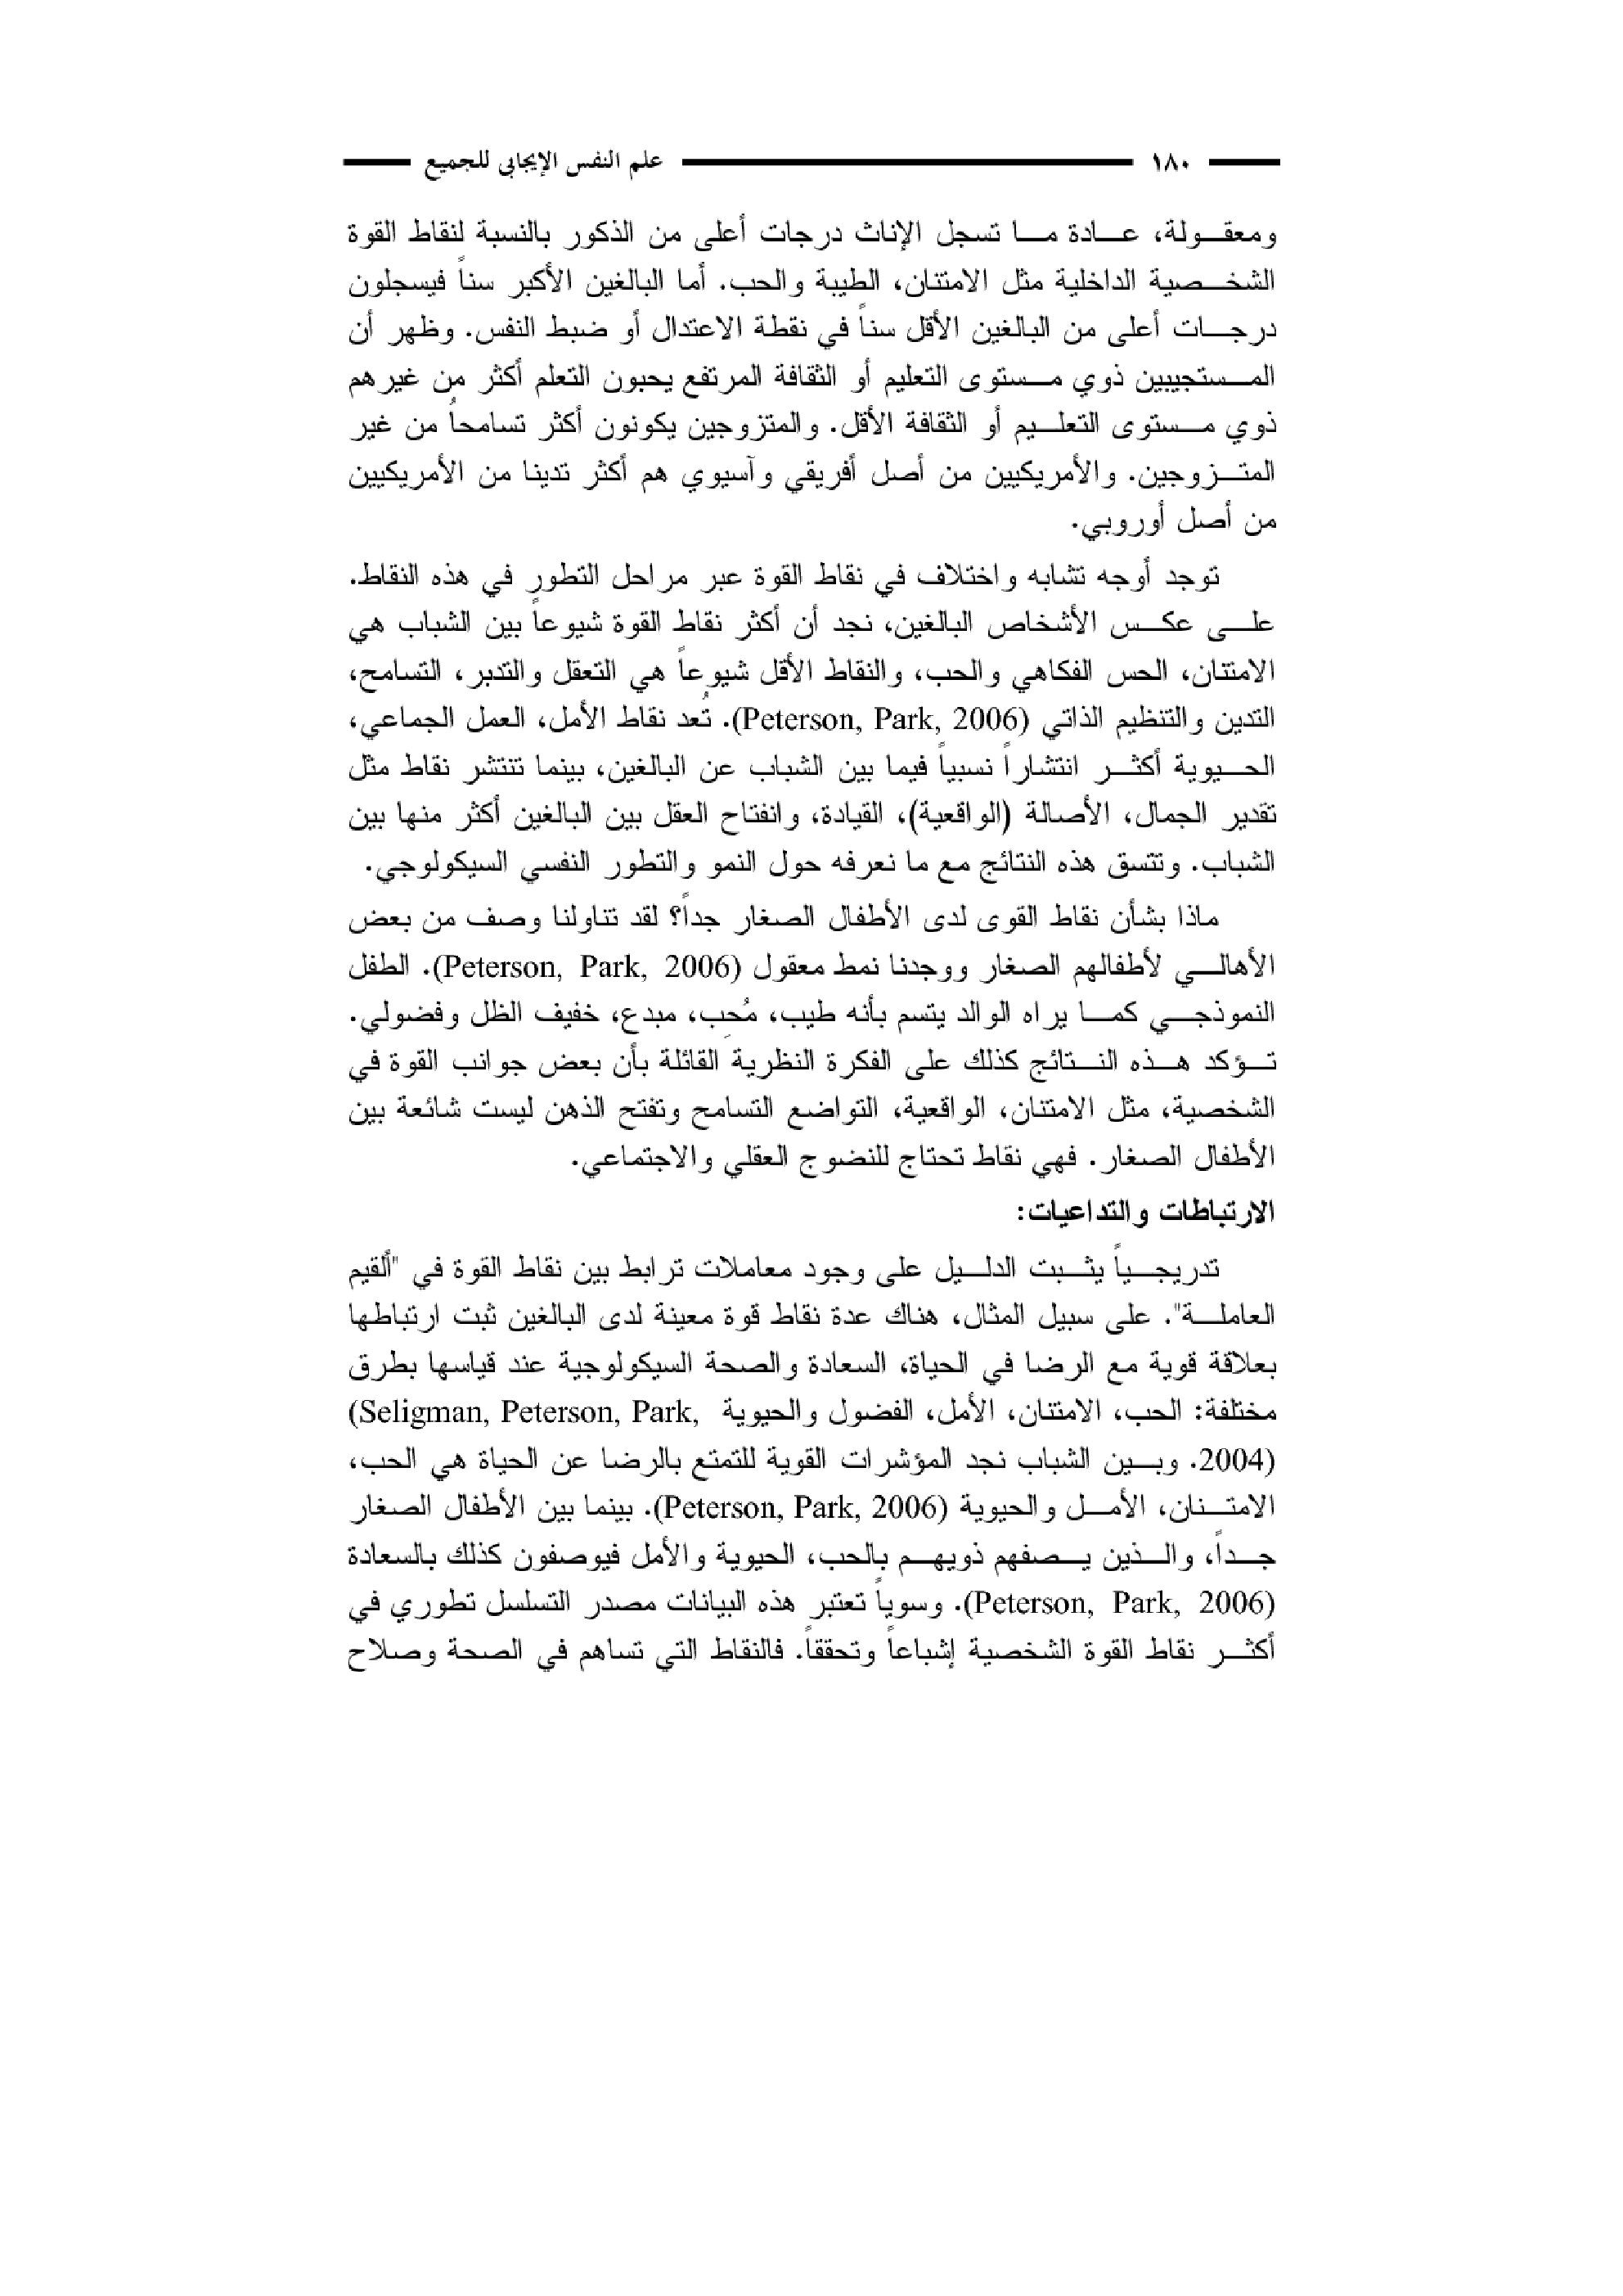 ١٨٠ علم النفس الإيجابي للجميع
ومعقولة، عادة ما تسجل الإناث درجات أعلى من الذكور بالنسبة لنقاط القوة
الشخصية الداخلية مثل الامتنان، الطيبة والحب. أما البالغين الأكبر سناً فيسجلون
درجات أعلى من البالغين الأقل سناً في نقطة الاعتدال أو ضبط النفس. وظهر أن
المستجيبين ذوي مستوى التعليم أو الثقافة المرتفع يحبون التعلم أكثر من غيرهم
ذوي مستوى التعليم أو الثقافة الأقل. والمتزوجين يكونون أكثر تسامحاً من غير
المتزوجين. والأمريكيين من أصل أفريقي وآسيوي هم أكثر تدينا من الأمريكيين
من أصل أوروبي.
توجد أوجه تشابه واختلاف في نقاط القوة عبر مراحل التطور في هذه النقاط.
على عكس الأشخاص البالغين، نجد أن أكثر نقاط القوة شيوعاً بين الشباب هي
الامتنان، الحس الفكاهي والحب، والنقاط الأقل شيوعاً هي التعقل والتدبر، التسامح،
التدين والتنظيم الذاتي (Peterson, Park, 2006). تُعد نقاط الأمل، العمل الجماعي،
الحيوية أكثر انتشاراً نسبياً فيما بين الشباب عن البالغين، بينما تنتشر نقاط مثل
تقدير الجمال، الأصالة (الواقعية)، القيادة، وانفتاح العقل بين البالغين أكثر منها بين
الشباب. وتتسق هذه النتائج مع ما نعرفه حول النمو والتطور النفسي السيكولوجي.
ماذا بشأن نقاط القوى لدى الأطفال الصغار جداً؟ لقد تناولنا وصف من بعض
الأهالي لأطفالهم الصغار ووجدنا نمط معقول (Peterson, Park, 2006). الطفل
النموذجي كما يراه الوالد يتسم بأنه طيب، مُحِب، مبدع، خفيف الظل وفضولي.
تؤكد هذه النتائج كذلك على الفكرة النظرية القائلة بأن بعض جوانب القوة في
الشخصية، مثل الامتنان، الواقعية، التواضع التسامح وتفتح الذهن ليست شائعة بين
الأطفال الصغار. فهي نقاط تحتاج للنضوج العقلي والاجتماعي.
الارتباطات والتداعيات:
تدريجياً يثبت الدليل على وجود معاملات ترابط بين نقاط القوة في "ألقيم
العاملة". على سبيل المثال، هناك عدة نقاط قوة معينة لدى البالغين ثبت ارتباطها
بعلاقة قوية مع الرضا في الحياة، السعادة والصحة السيكولوجية عند قياسها بطرق
مختلفة: الحب، الامتنان، الأمل، الفضول والحيوية (Seligman, Peterson, Park,
2004). وبين الشباب نجد المؤشرات القوية للتمتع بالرضا عن الحياة هي الحب،
الامتنان، الأمل والحيوية (Peterson, Park, 2006). بينما بين الأطفال الصغار
جداً، والذين يصفهم ذويهم بالحب، الحيوية والأمل فيوصفون كذلك بالسعادة
(Peterson, Park, 2006). وسوياً تعتبر هذه البيانات مصدر التسلسل تطوري في
أكثر نقاط القوة الشخصية إشباعاً وتحققاً. فالنقاط التي تساهم في الصحة وصلاح